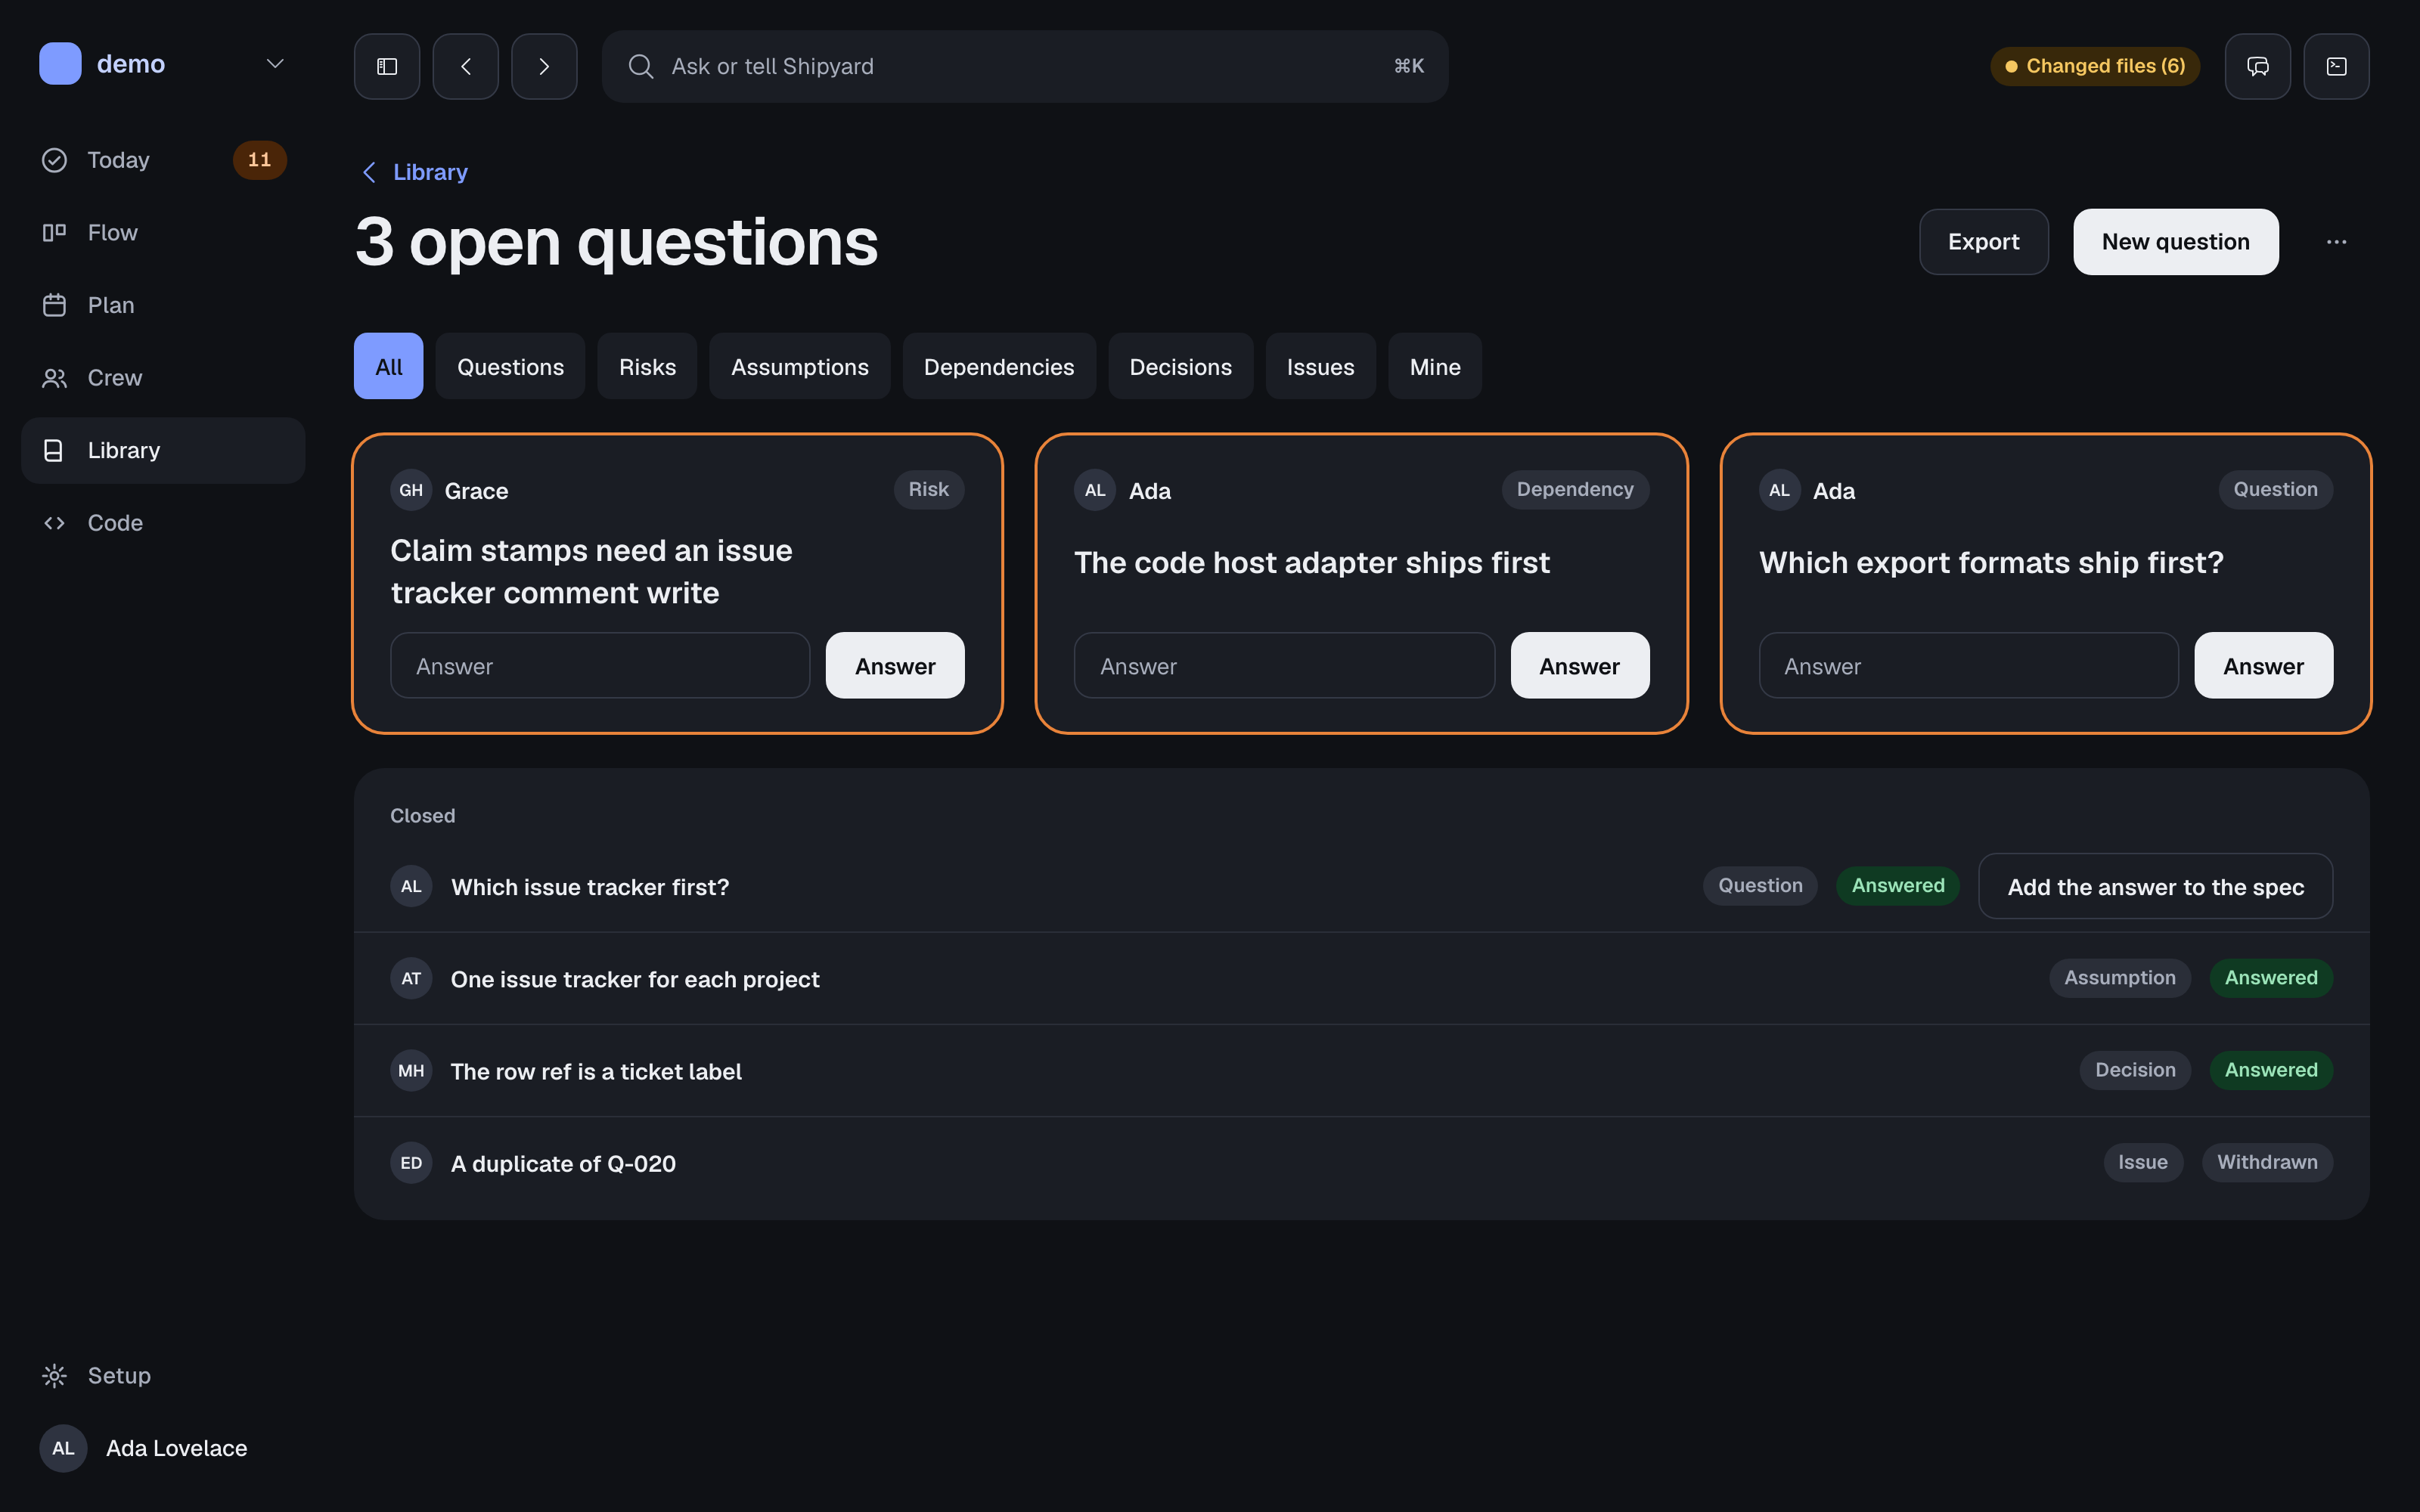 demo
Ask or tell Shipyard
⌘K
Changed files (6)
Today
11
Flow
Plan
Crew
Library
Code
Library
3 open questions
Export
New question
All
Questions
Risks
Assumptions
Dependencies
Decisions
Issues
Mine
GH
Grace
Risk
Claim stamps need an issue
tracker comment write
Answer
Answer
AL
Ada
Dependency
The code host adapter ships first
Answer
Answer
AL
Ada
Question
Which export formats ship first?
Answer
Answer
Closed
AL
Which issue tracker first?
Question
Answered
Add the answer to the spec
AT
One issue tracker for each project
Assumption
Answered
MH
The row ref is a ticket label
Decision
Answered
ED
A duplicate of Q-020
Issue
Withdrawn
Setup
AL
Ada Lovelace